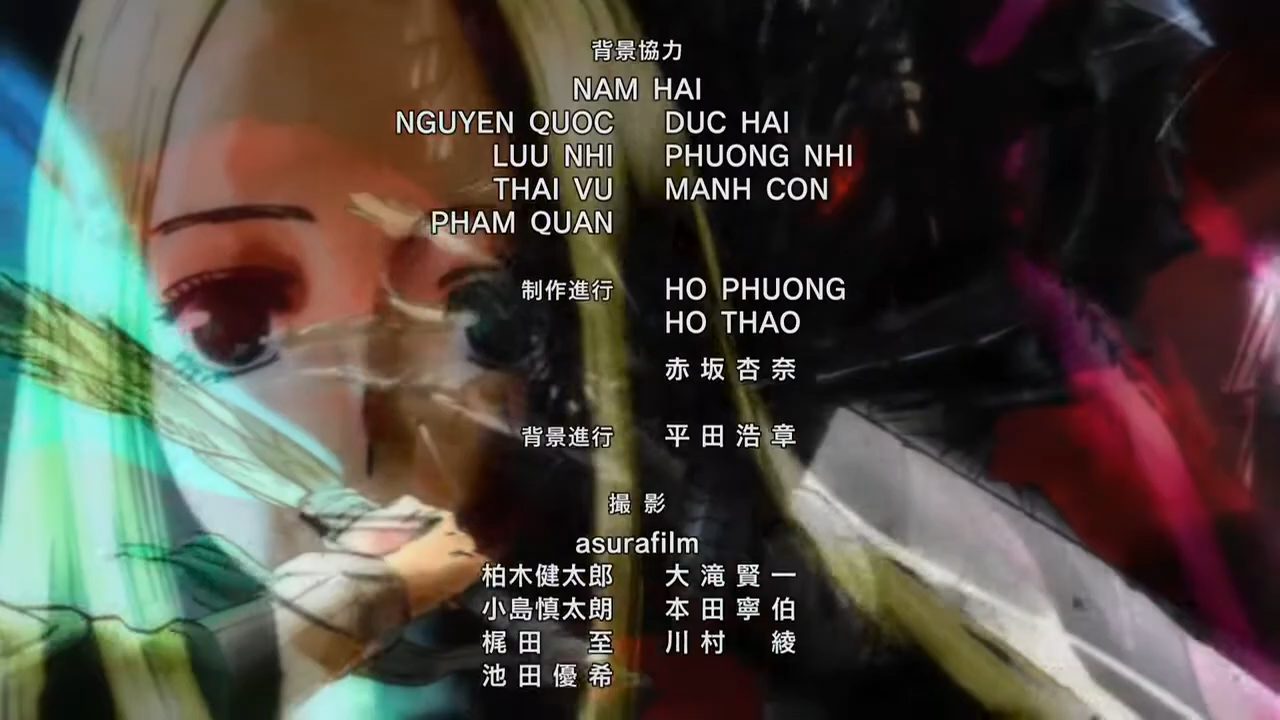 背景協力
NAM HAI
NGUYEN QUOC DUC HAI
LUU NHI PHUONG NHI
THAI VU MANH CON
PHAM QUAN
制作進行 HO PHUONG
HO THAO
赤坂杏奈
背景進行 平田浩章
撮影
asurafilm
柏木健太郎 大滝賢一
小島慎太朗 本田寧伯
梶田 至 川村 綾
池田優希